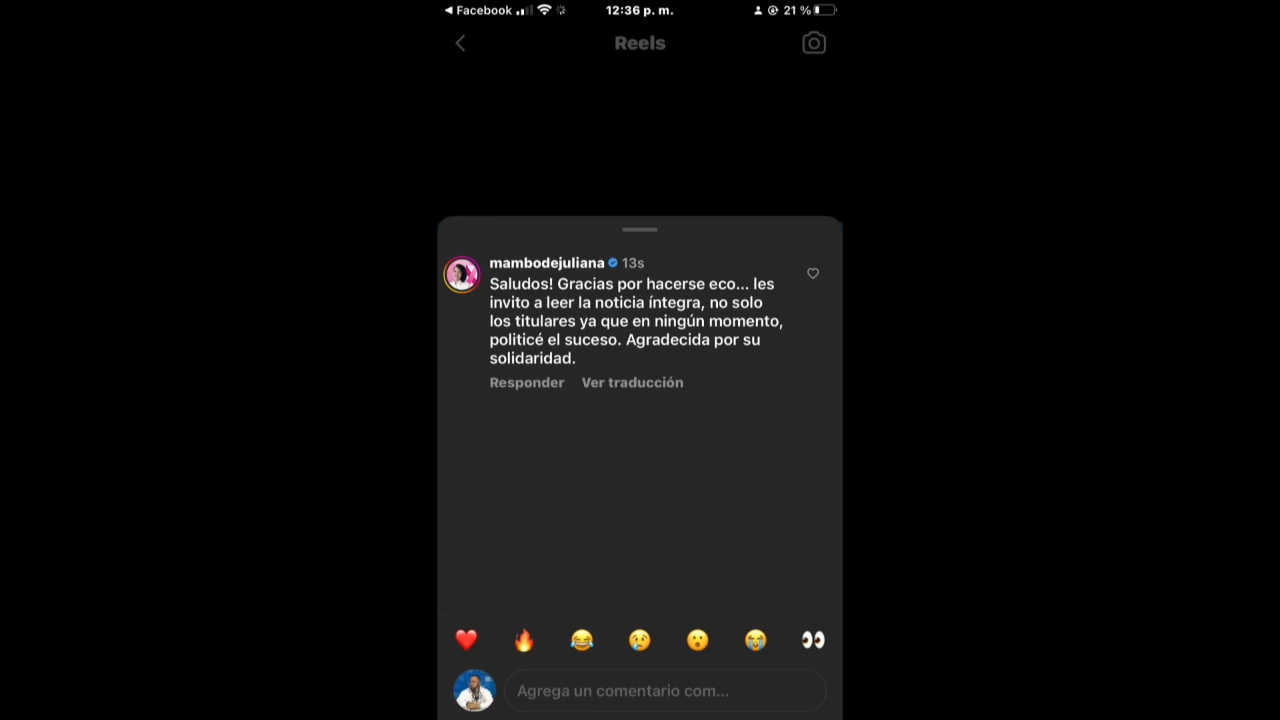 Facebook 12:36 p. m. 21 %
Reels
mambodejuliana 13s
Saludos! Gracias por hacerse eco... les
invito a leer la noticia íntegra, no solo
los titulares ya que en ningún momento,
politicé el suceso. Agradecida por su
solidaridad.
Responder Ver traducción
Agrega un comentario com...